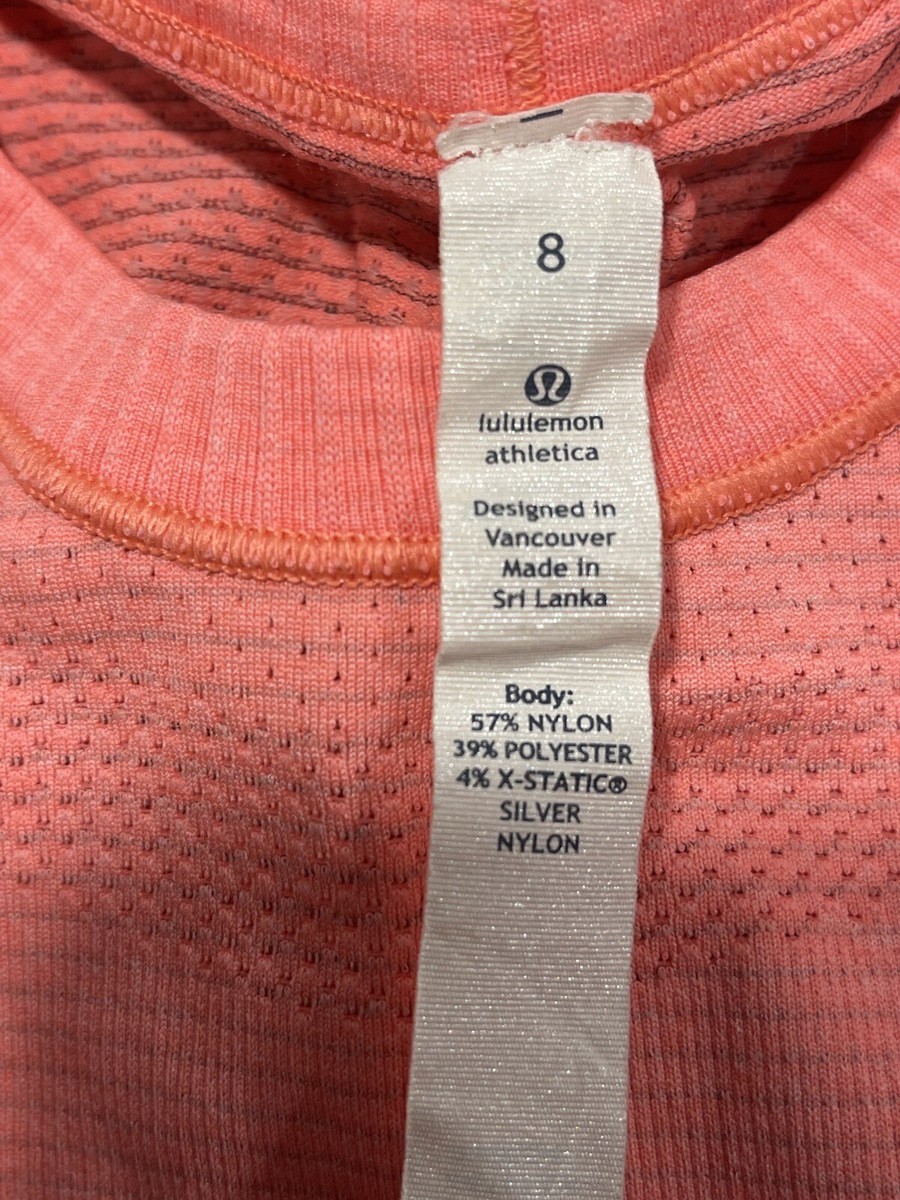 8
lululemon
athletica
Designed in
Vancouver
Made in
Sri Lanka
Body:
57% NYLON
39% POLYESTER
4% X-STATIC®
SILVER
NYLON